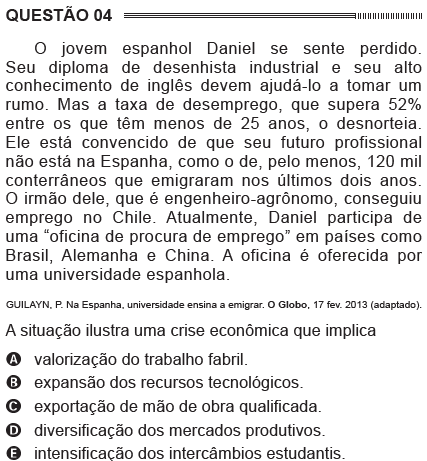 QUESTÃO 04
O jovem espanhol Daniel se sente perdido.
Seu diploma de desenhista industrial e seu alto
conhecimento de inglês devem ajudá-lo a tomar um
rumo. Mas a taxa de desemprego, que supera 52%
entre os que têm menos de 25 anos, o desnorteia.
Ele está convencido de que seu futuro profissional
não está na Espanha, como o de, pelo menos, 120 mil
conterrâneos que emigraram nos últimos dois anos.
O irmão dele, que é engenheiro-agrônomo, conseguiu
emprego no Chile. Atualmente, Daniel participa de
uma “oficina de procura de emprego” em países como
Brasil, Alemanha e China. A oficina é oferecida por
uma universidade espanhola.
GUILAYN, P. Na Espanha, universidade ensina a emigrar. O Globo, 17 fev. 2013 (adaptado).
A situação ilustra uma crise econômica que implica
A valorização do trabalho fabril.
B expansão dos recursos tecnológicos.
C exportação de mão de obra qualificada.
D diversificação dos mercados produtivos.
E intensificação dos intercâmbios estudantis.